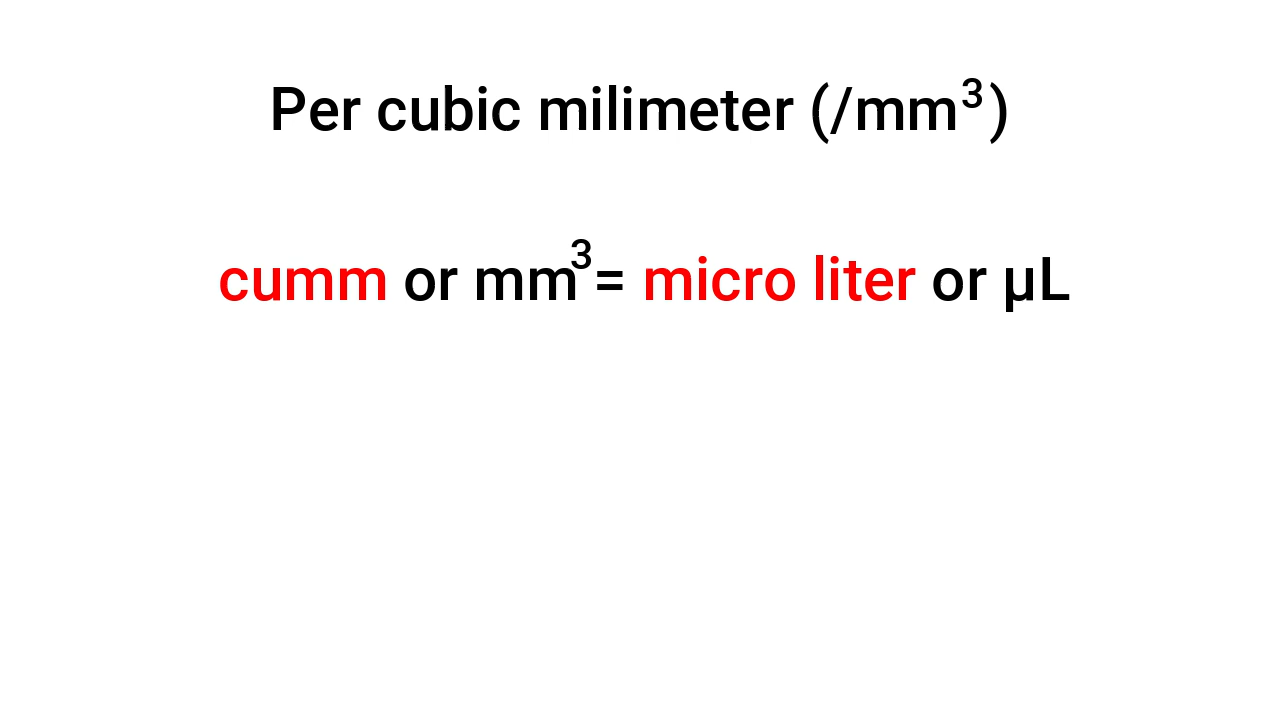 Per cubic milimeter (/mm³)
cumm or mm³= micro liter or µL